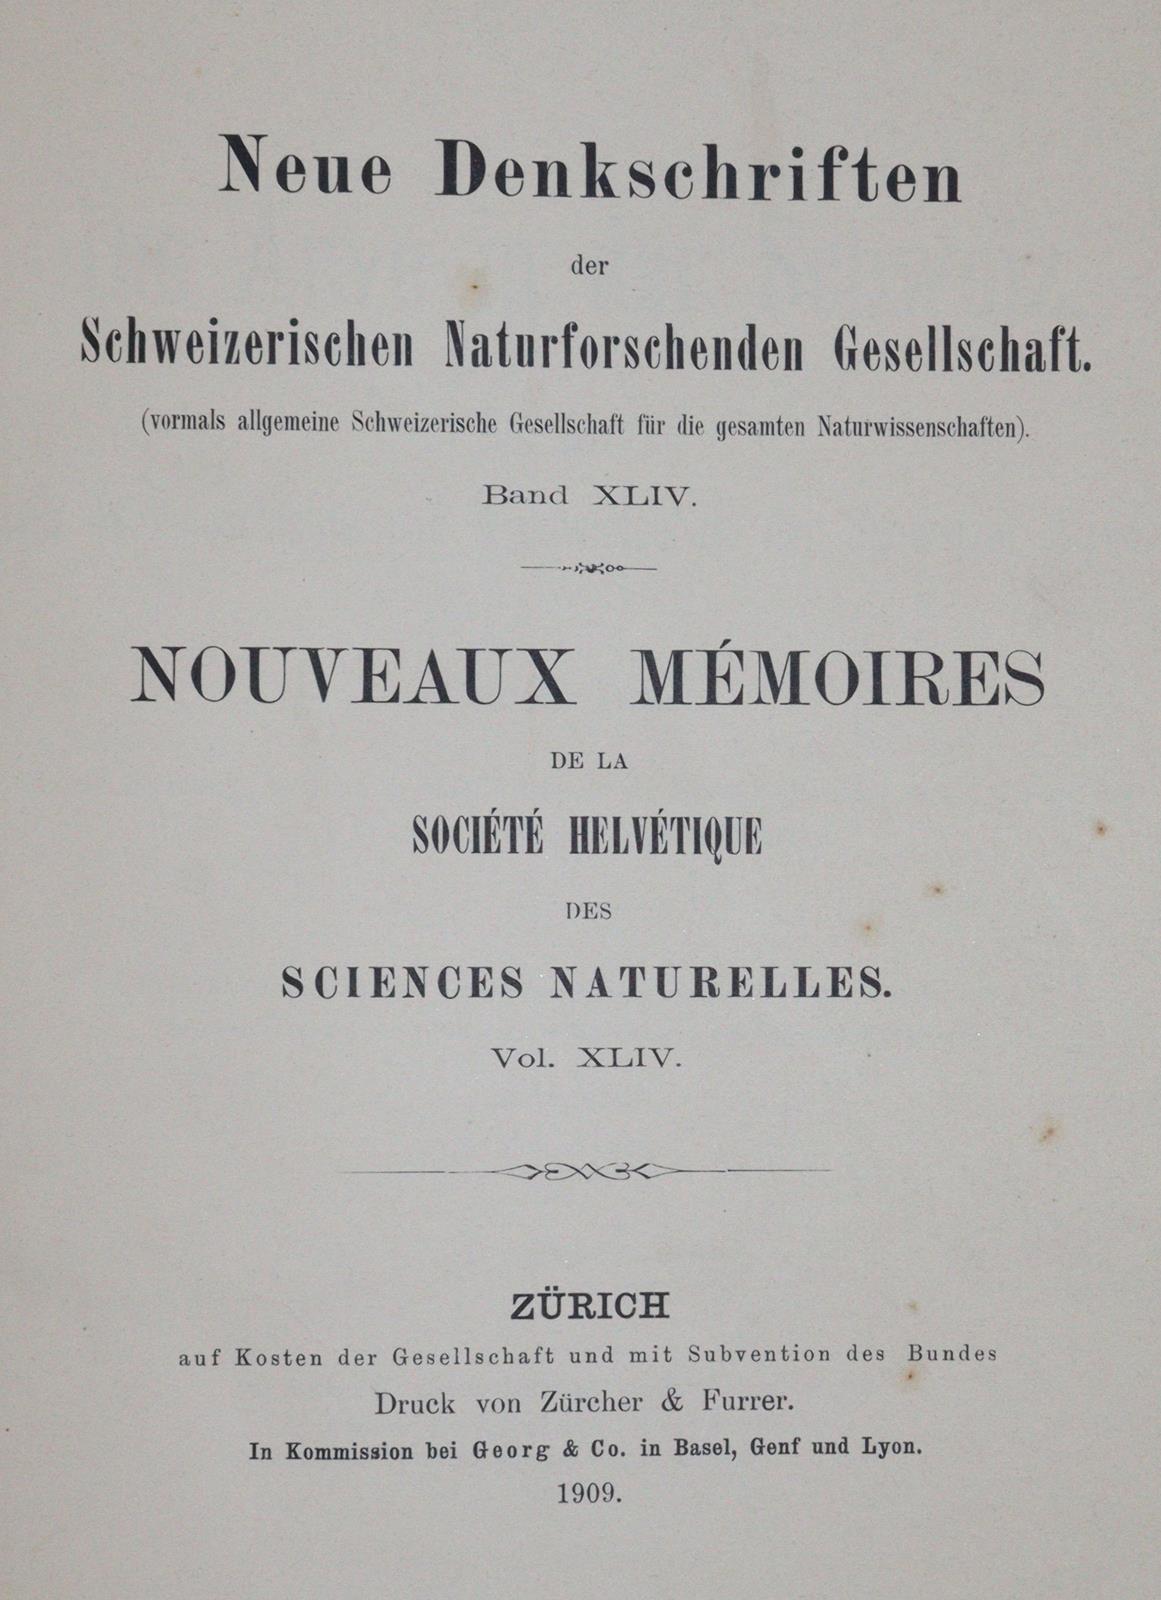 Neue Denkschriften
der
Schweizerischen Naturforschenden Gesellschaft.
(vormals allgemeine Schweizerische Gesellschaft für die gesamten Naturwissenschaften).
Band XLIV.
NOUVEAUX MÉMOIRES
DE LA
SOCIÉTÉ HELVÉTIQUE
DES
SCIENCES NATURELLES.
Vol. XLIV.
ZÜRICH
auf Kosten der Gesellschaft und mit Subvention des Bundes
Druck von Zürcher & Furrer.
In Kommission bei Georg & Co. in Basel, Genf und Lyon.
1909.